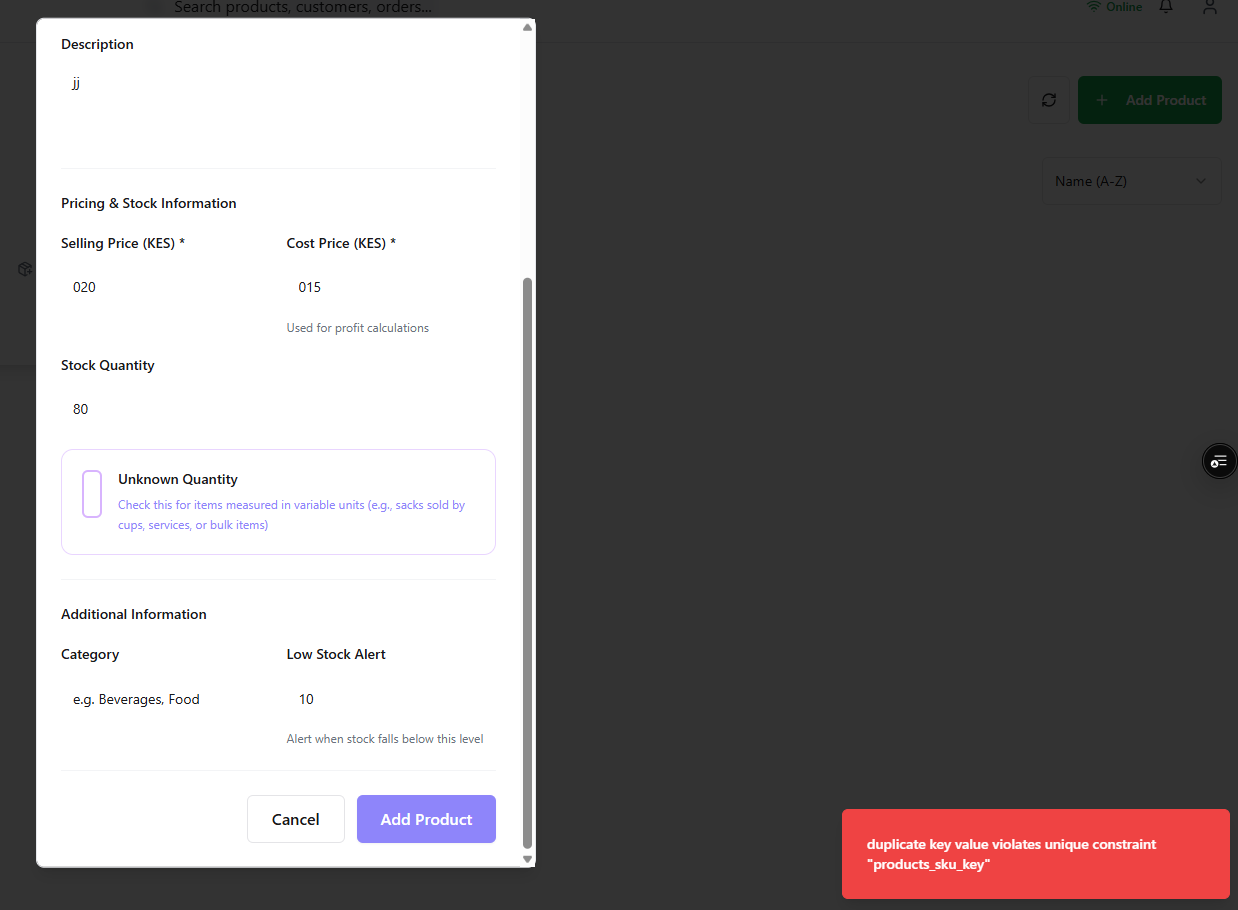 Search products, customers, orders...
Online
Description
jj
Add Product
Name (A-Z)
Pricing & Stock Information
Selling Price (KES) *
Cost Price (KES) *
020
015
Used for profit calculations
Stock Quantity
80
Unknown Quantity
Check this for items measured in variable units (e.g., sacks sold by
cups, services, or bulk items)
Additional Information
Category
Low Stock Alert
e.g. Beverages, Food
10
Alert when stock falls below this level
Cancel
Add Product
duplicate key value violates unique constraint
"products_sku_key"